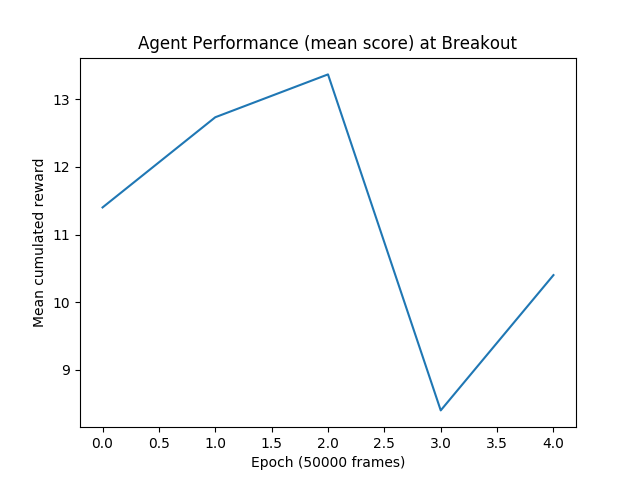 Agent Performance (mean score) at Breakout
Mean cumulated reward
13
12
11
10
9
0.0 0.5 1.0 1.5 2.0 2.5 3.0 3.5 4.0
Epoch (50000 frames)